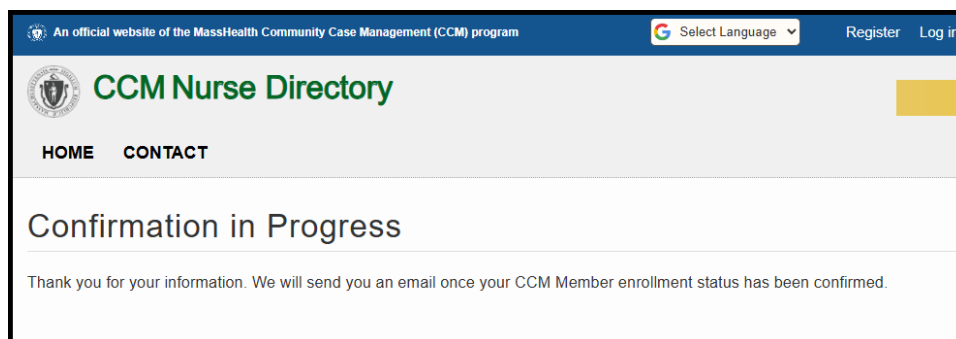 An official website of the MassHealth Community Case Management (CCM) program
Select Language
Register Log in
CCM Nurse Directory
HOME CONTACT
Confirmation in Progress
Thank you for your information. We will send you an email once your CCM Member enrollment status has been confirmed.